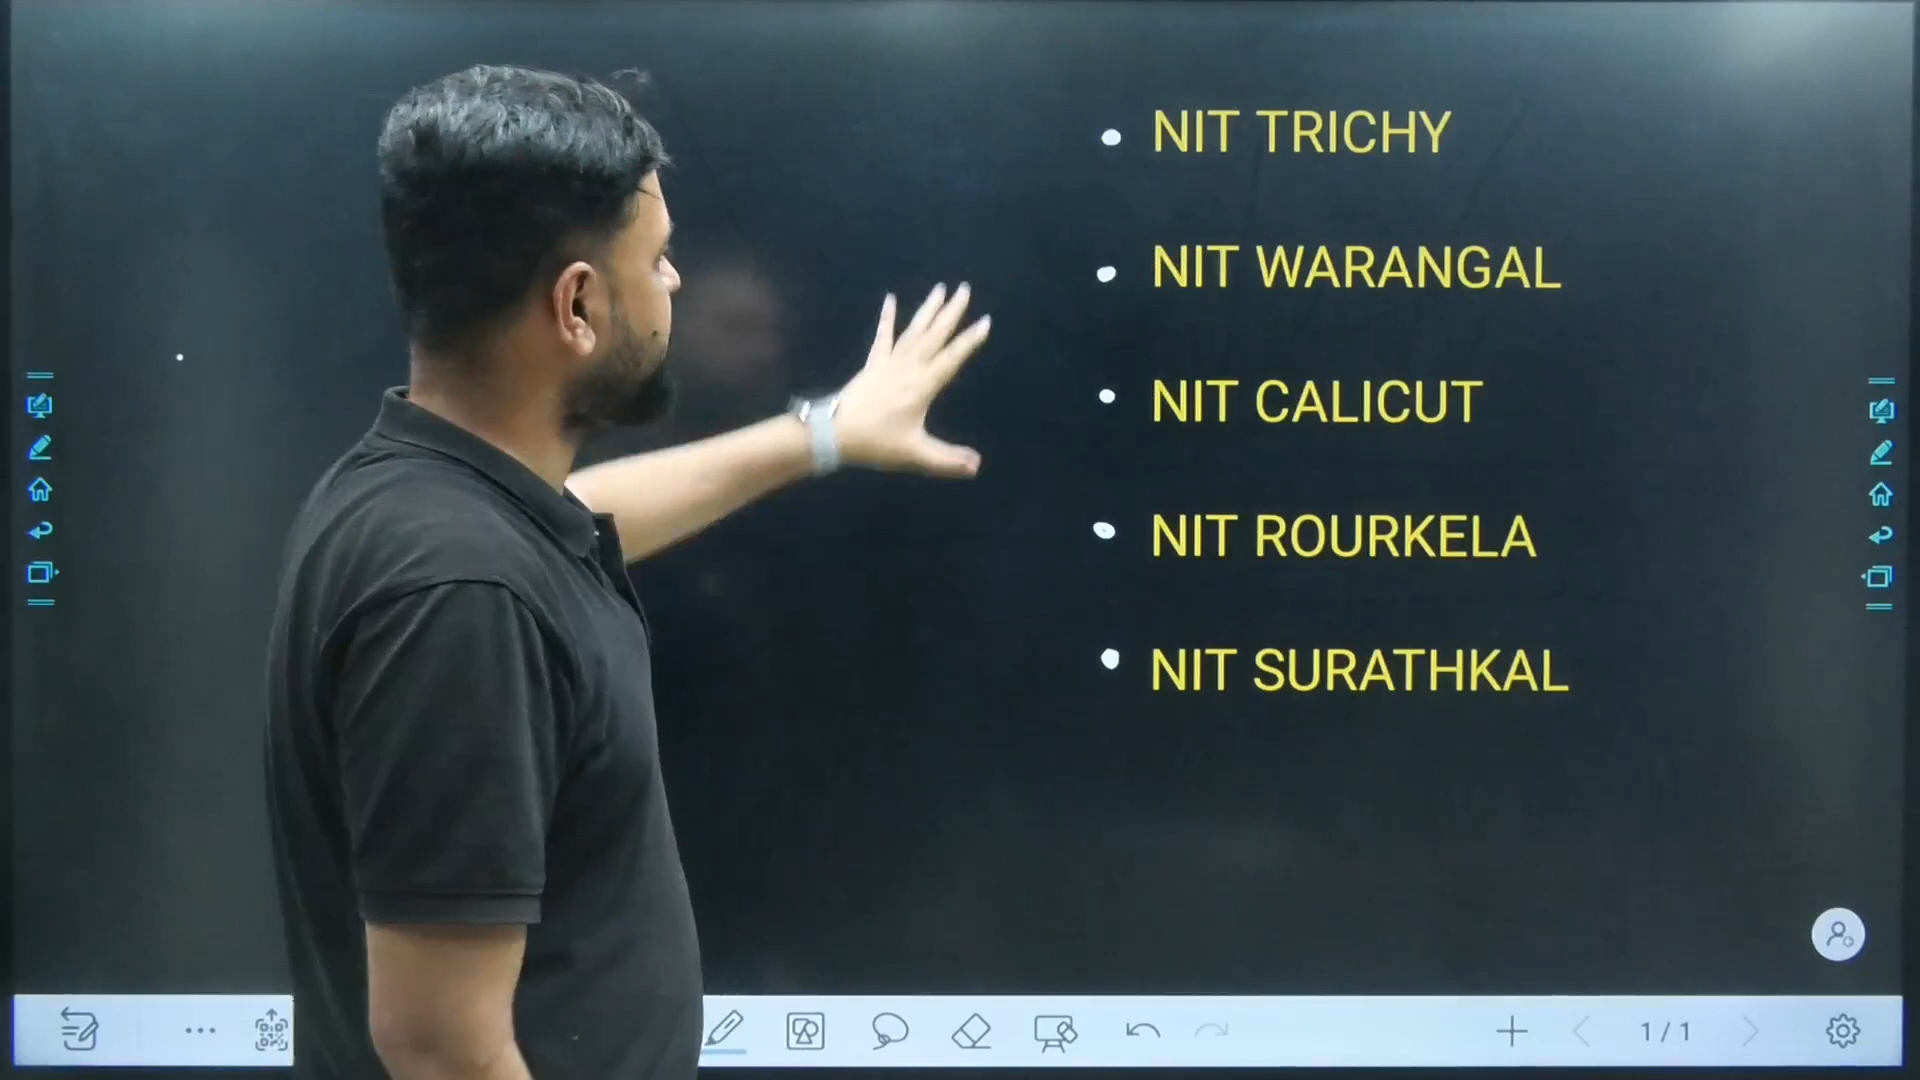 NIT TRICHY
NIT WARANGAL
NIT CALICUT
NIT ROURKELA
NIT SURATHKAL
1 / 1